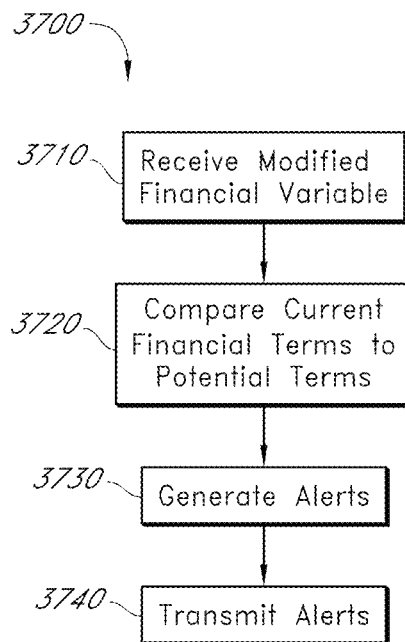 3700
3710
Receive Modified
Financial Variable
3720
Compare Current
Financial Terms to
Potential Terms
3730
Generate Alerts
3740
Transmit Alerts